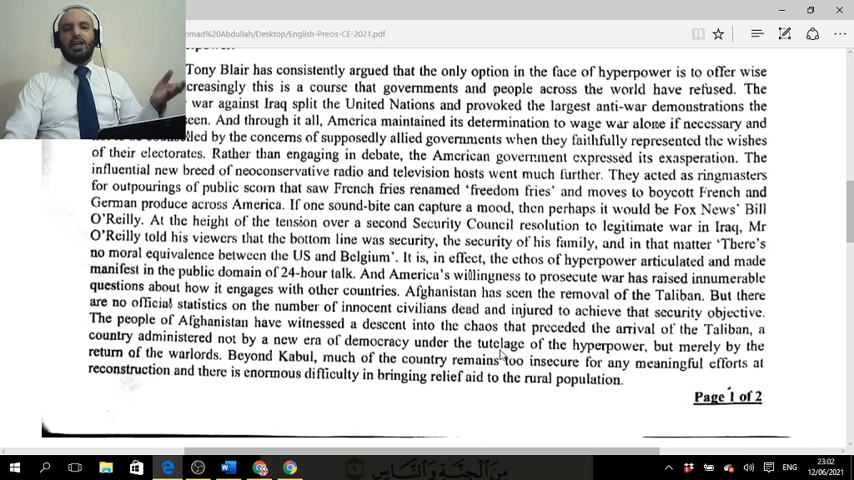 mmad%20Abdullah/Desktop/English-Precis-CE-2021.pdf
Tony Blair has consistently argued that the only option in the face of hyperpower is to offer wise
creasingly this is a course that governments and people across the world have refused. The
war against Iraq split the United Nations and provoked the largest anti-war demonstrations the
een. And through it all, America maintained its determination to wage war alone if necessary and
by the concerns of supposedly allied governments when they faithfully represented the wishes
of their electorates. Rather than engaging in debate, the American government expressed its exasperation. The
influential new breed of neoconservative radio and television hosts went much further. They acted as ringmasters
for outpourings of public scorn that saw French fries renamed 'freedom fries' and moves to boycott French and
German produce across America. If one sound-bite can capture a mood, then perhaps it would be Fox News' Bill
O'Reilly. At the height of the tension over a second Security Council resolution to legitimate war in Iraq, Mr
O'Reilly told his viewers that the bottom line was security, the security of his family, and in that matter 'There's
no moral equivalence between the US and Belgium'. It is, in effect, the ethos of hyperpower articulated and made
manifest in the public domain of 24-hour talk. And America's willingness to prosecute war has raised innumerable
questions about how it engages with other countries. Afghanistan has seen the removal of the Taliban. But there
are no official statistics on the number of innocent civilians dead and injured to achieve that security objective.
The people of Afghanistan have witnessed a descent into the chaos that preceded the arrival of the Taliban, a
country administered not by a new era of democracy under the tutelage of the hyperpower, but merely by the
return of the warlords. Beyond Kabul, much of the country remains too insecure for any meaningful efforts at
reconstruction and there is enormous difficulty in bringing relief aid to the rural population.
Page 1 of 2
مِنَ الْجِنَّةِ وَالنَّاسِ
ENG
23:02
12/06/2021